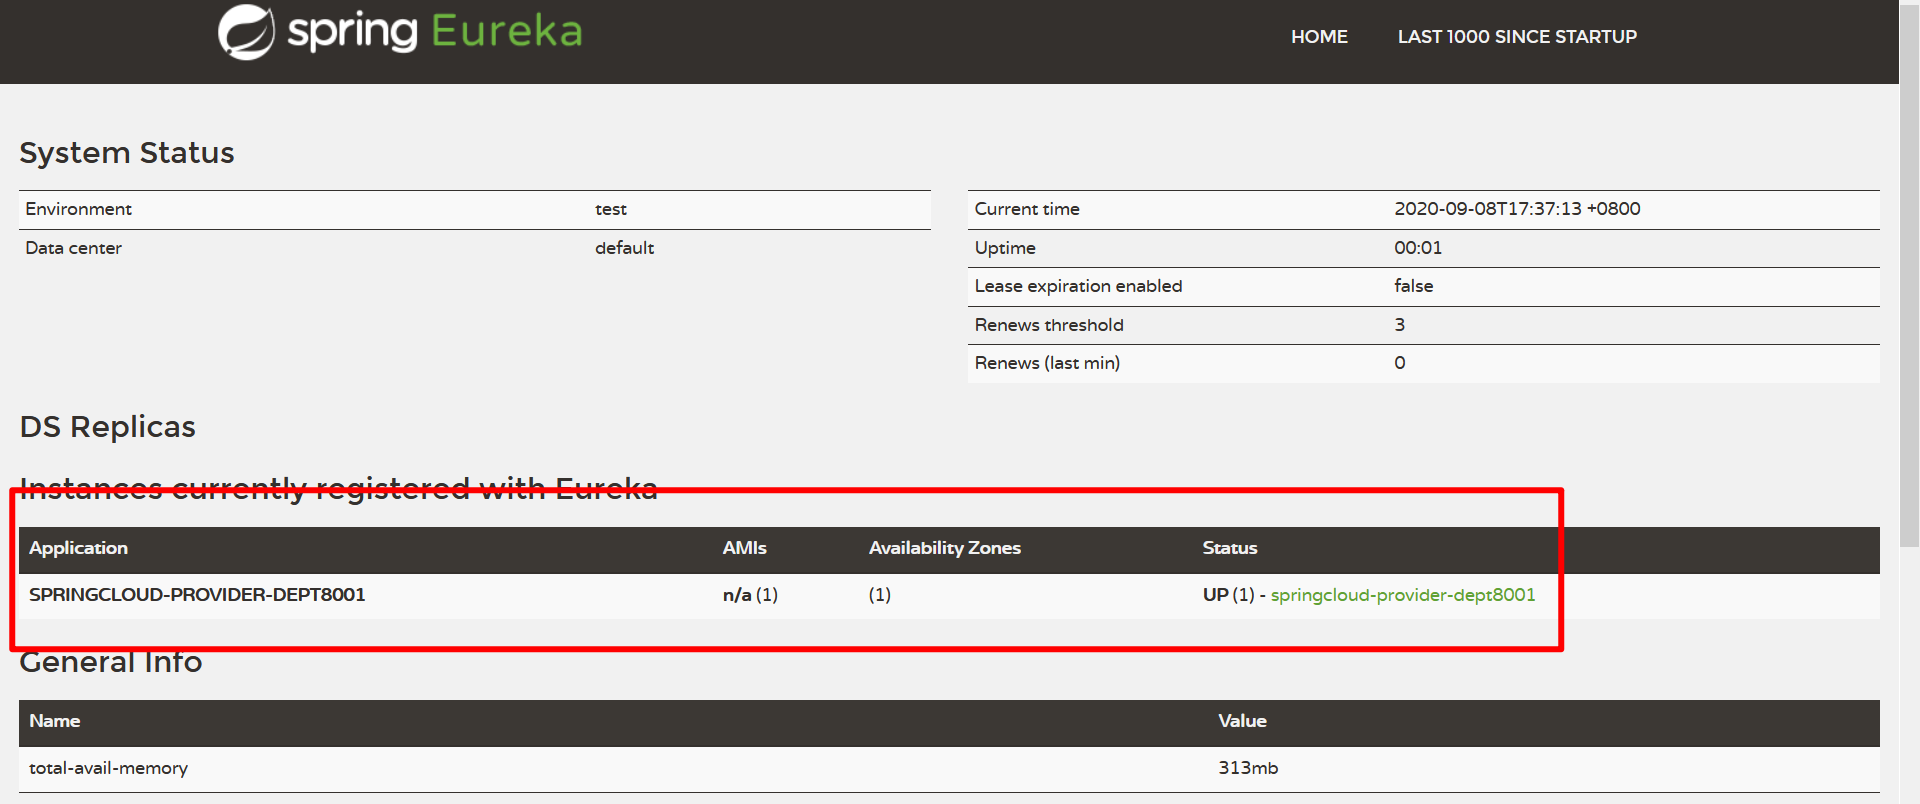 spring Eureka
HOME LAST 1000 SINCE STARTUP
System Status
Environment test
Data center default
Current time 2020-09-08T17:37:13 +0800
Uptime 00:01
Lease expiration enabled false
Renews threshold 3
Renews (last min) 0
DS Replicas
Instances currently registered with Eureka
Application AMIs Availability Zones Status
SPRINGCLOUD-PROVIDER-DEPT8001 n/a (1) (1) UP (1) - springcloud-provider-dept8001
General Info
Name Value
total-avail-memory 313mb